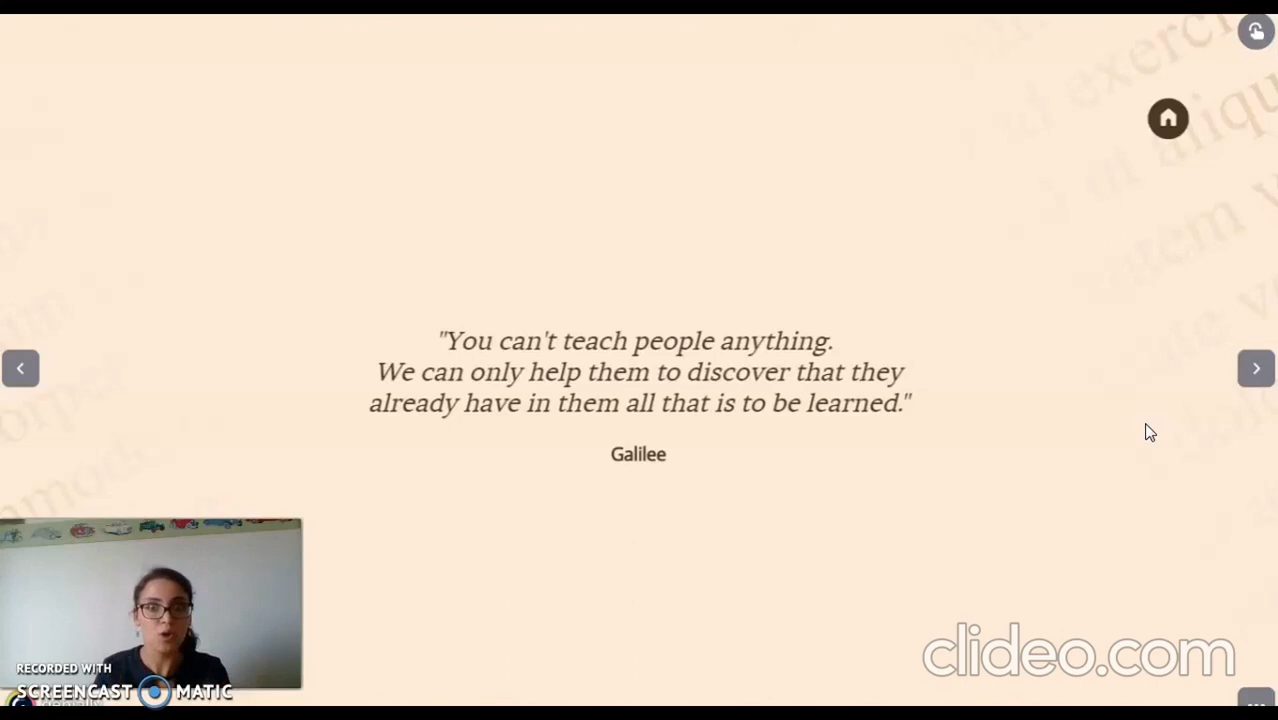 "You can't teach people anything.
We can only help them to discover that they
already have in them all that is to be learned."
Galilee
RECORDED WITH
SCREENCAST MATIC
genially
clideo.com